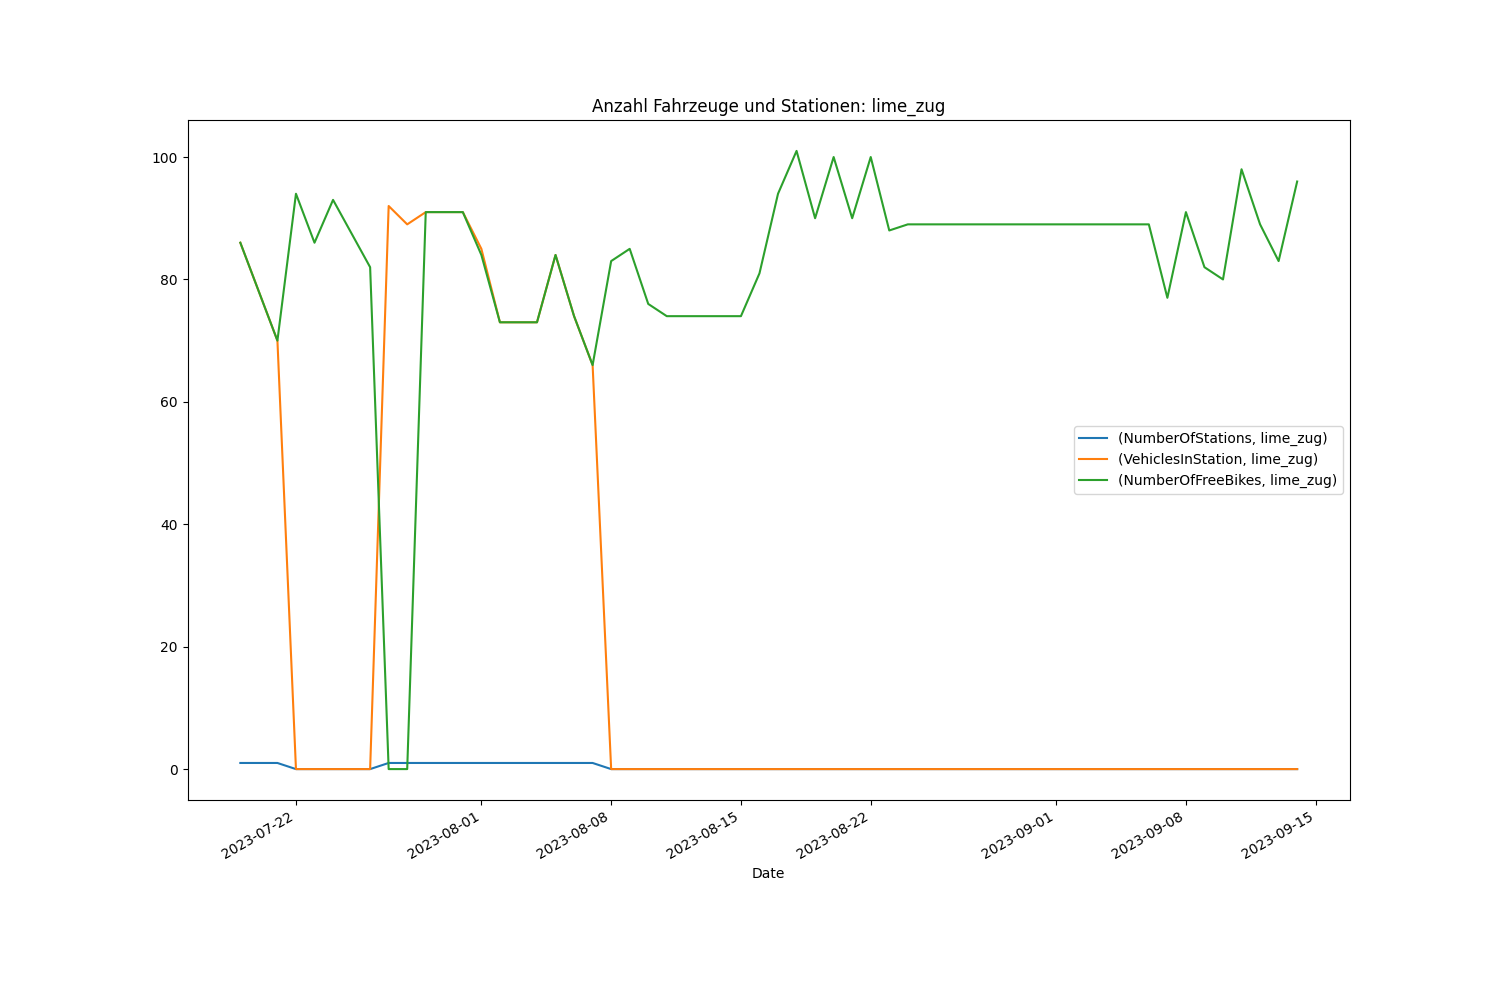 Anzahl Fahrzeuge und Stationen: lime_zug
100
80
60
40
20
0
(NumberOfStations, lime_zug)
(VehiclesInStation, lime_zug)
(NumberOfFreeBikes, lime_zug)
2023-07-22
2023-08-01
2023-08-08
2023-08-15
2023-08-22
2023-09-01
2023-09-08
2023-09-15
Date